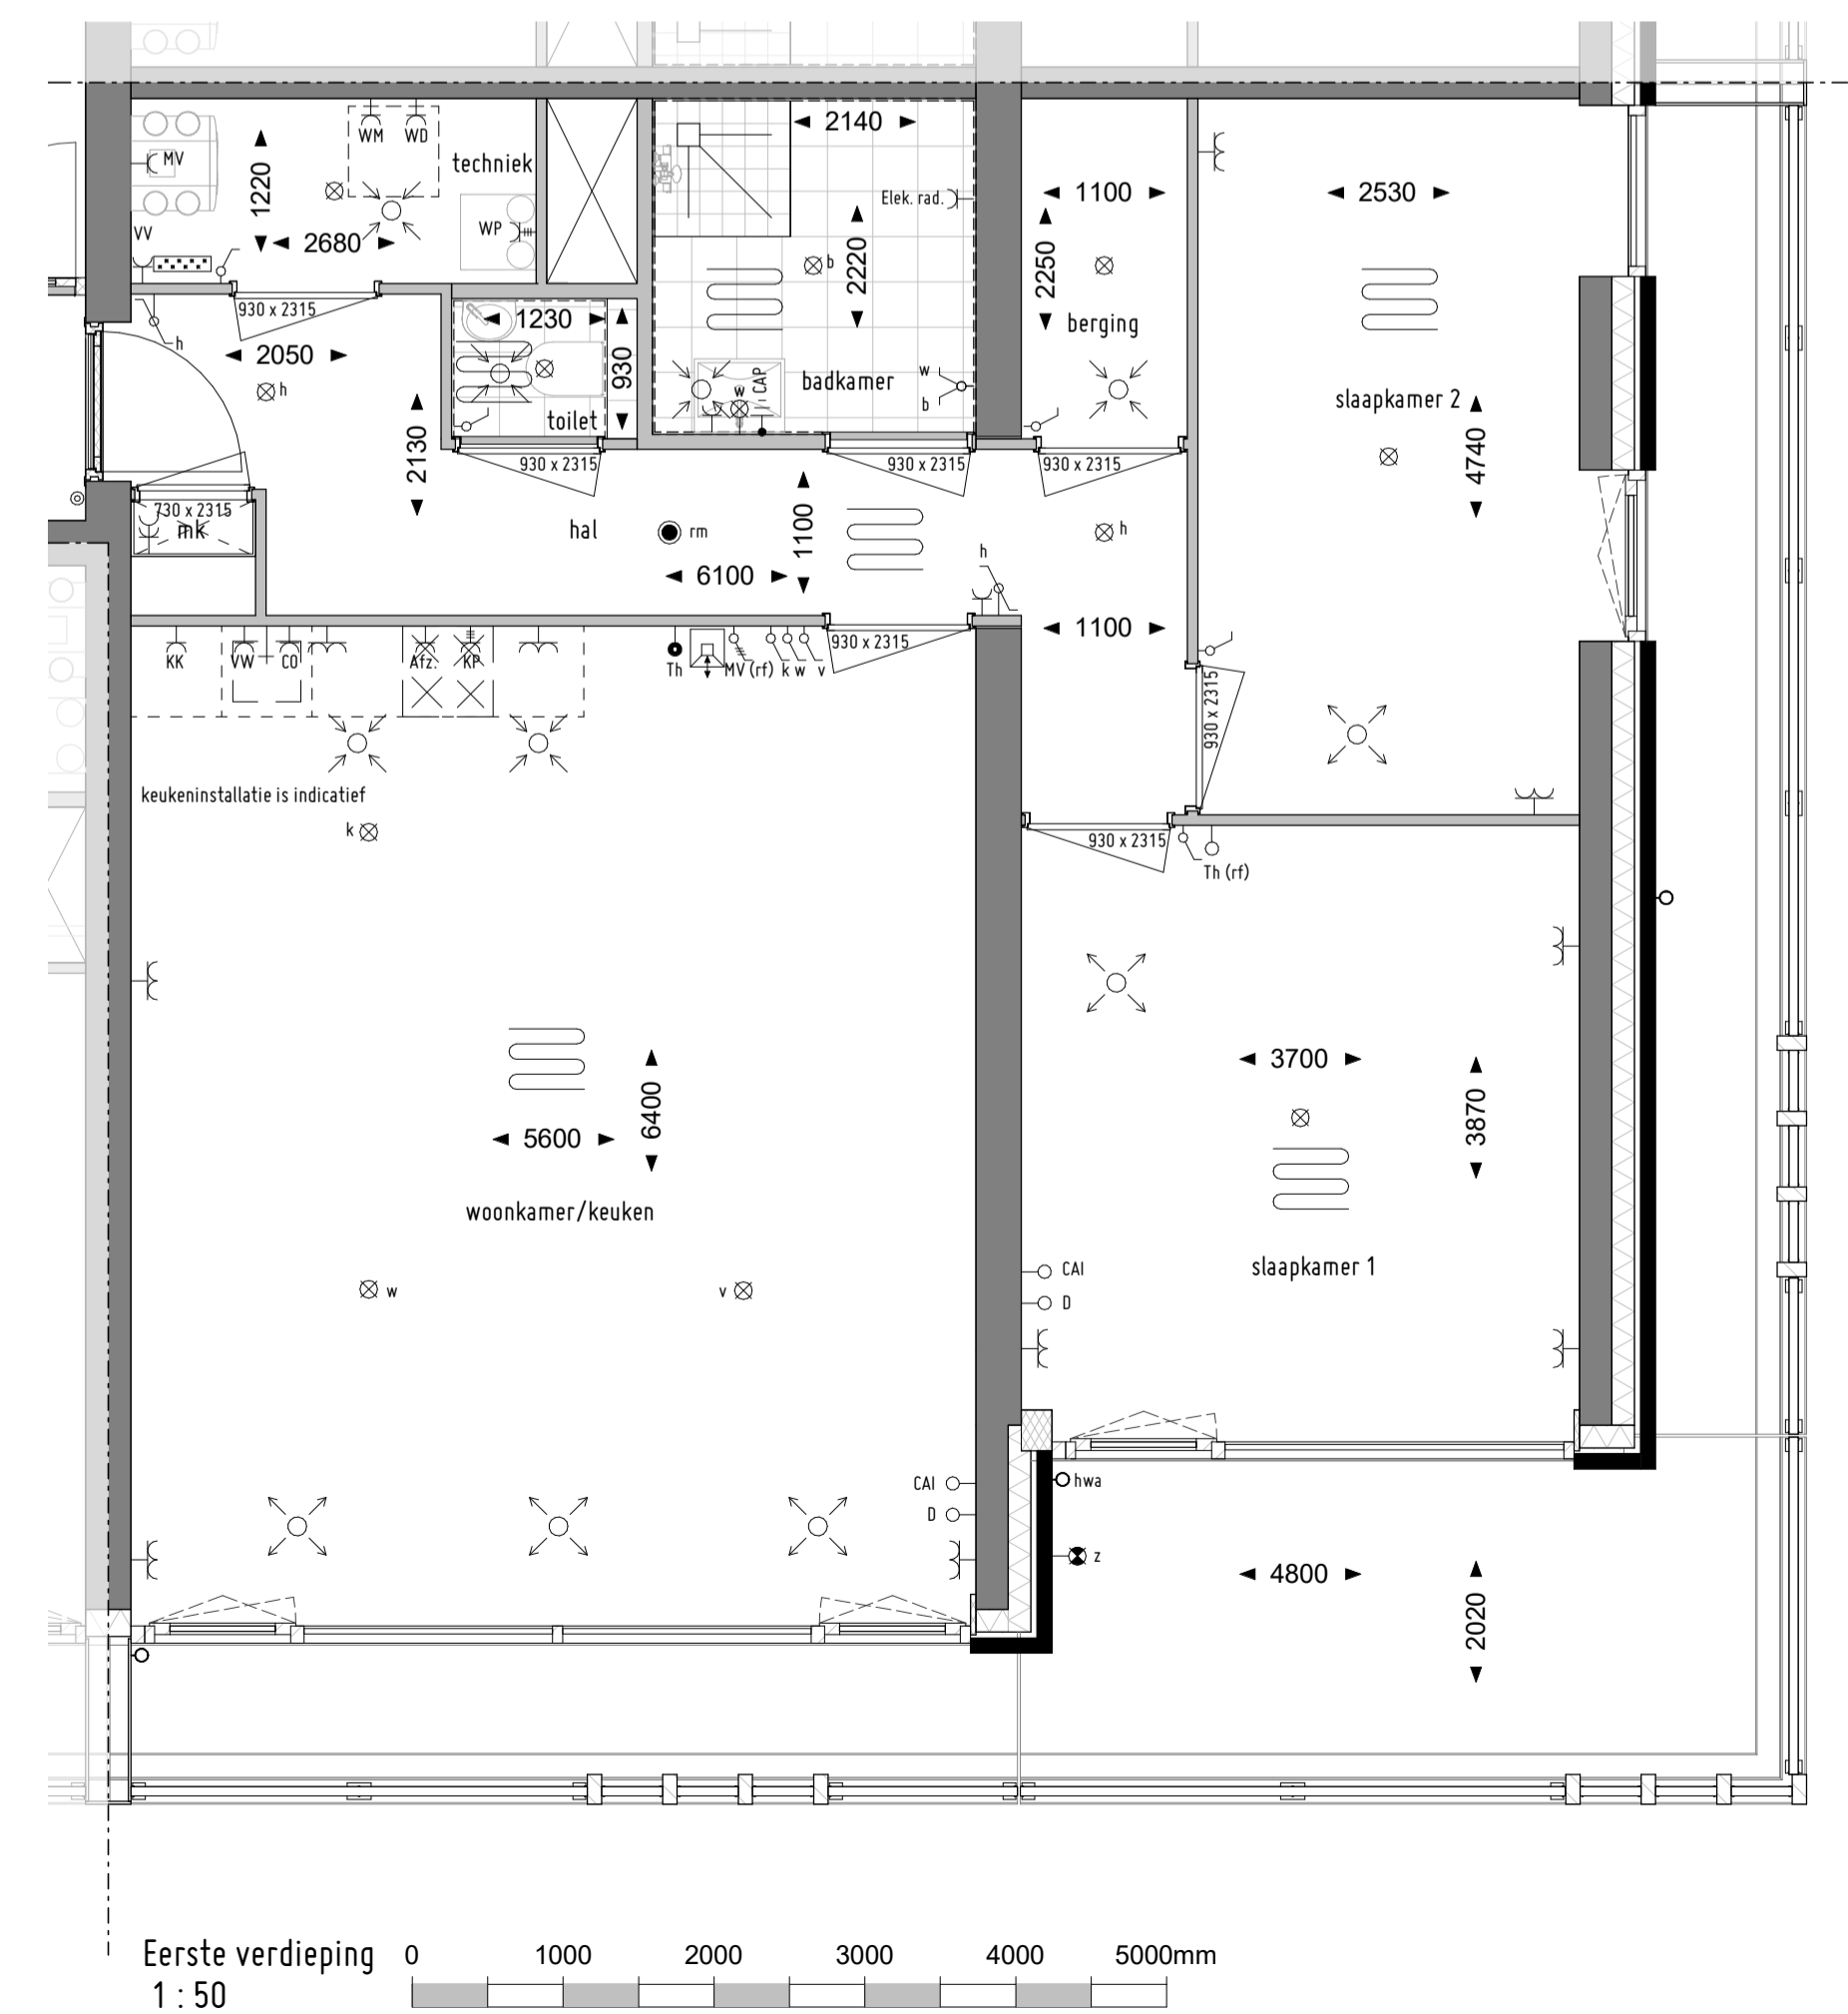 2140
WM
WD
MV
techniek
1220
Elek. rad.
1100
2530
VV
2680
WP
b
2220
2250
930 x 2315
1230
930
berging
h
2050
h
CAP
w
badkamer
w
b
slaapkamer 2
toilet
2130
4740
930 x 2315
930 x 2315
930 x 2315
730 x 2315
mk
hal
rm
1100
h
h
6100
1100
930 x 2315
KK
VW
CO
Afz.
KP
Th
MV (rf)
k
w
v
930 x 2315
keukeninstallatie is indicatief
k
930 x 2315
Th (rf)
3700
3870
6400
5600
woonkamer/keuken
slaapkamer 1
CAI
D
w
v
CAI
D
hwa
z
4800
2020
Eerste verdieping
1 : 50
0 1000 2000 3000 4000 5000mm